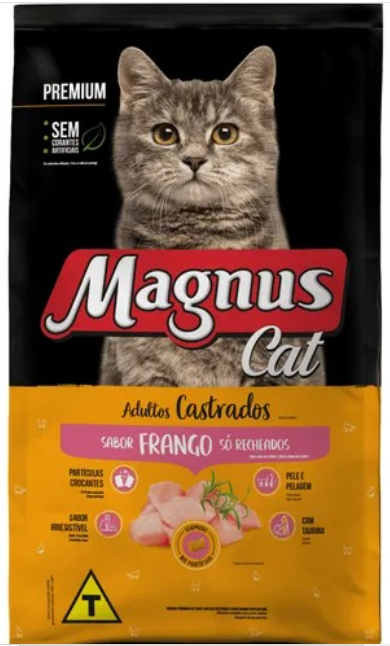 PREMIUM
SEM
CORANTES
ARTIFICIAIS
Magnus
Cat
Adultos Castrados
SABOR FRANGO SÓ RECHEADOS
PARTÍCULAS
CROCANTES
PELE E
PELAGEM
SABOR
IRRESISTÍVEL
COM
TAURINA
T